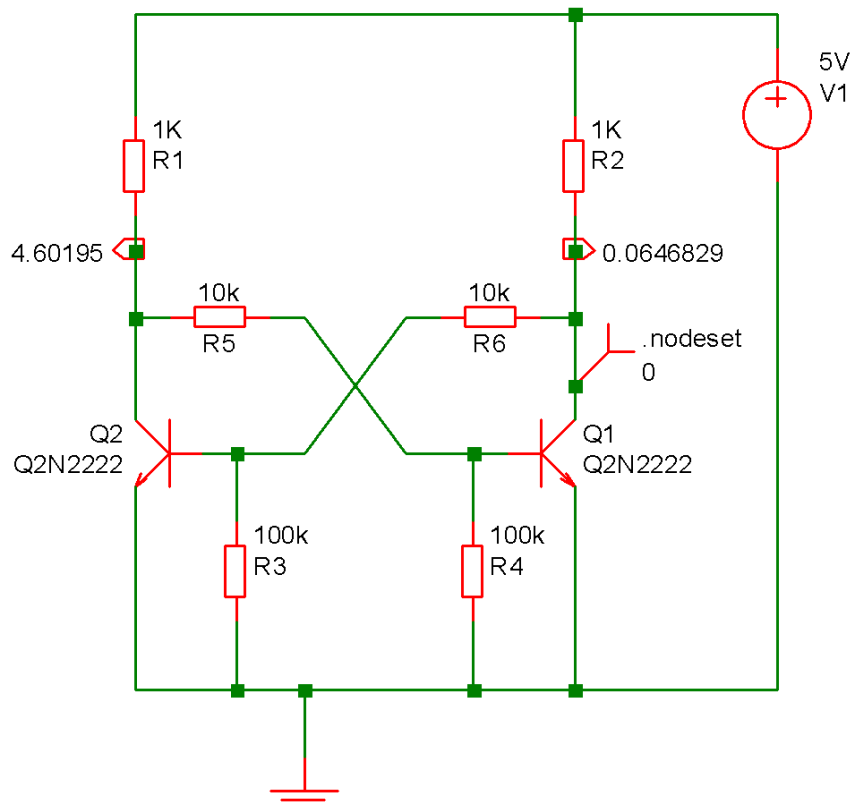 5V
V1
1K
R1
1K
R2
4.60195
0.0646829
10k
R5
10k
R6
.nodeset
0
Q2
Q2N2222
Q1
Q2N2222
100k
R3
100k
R4